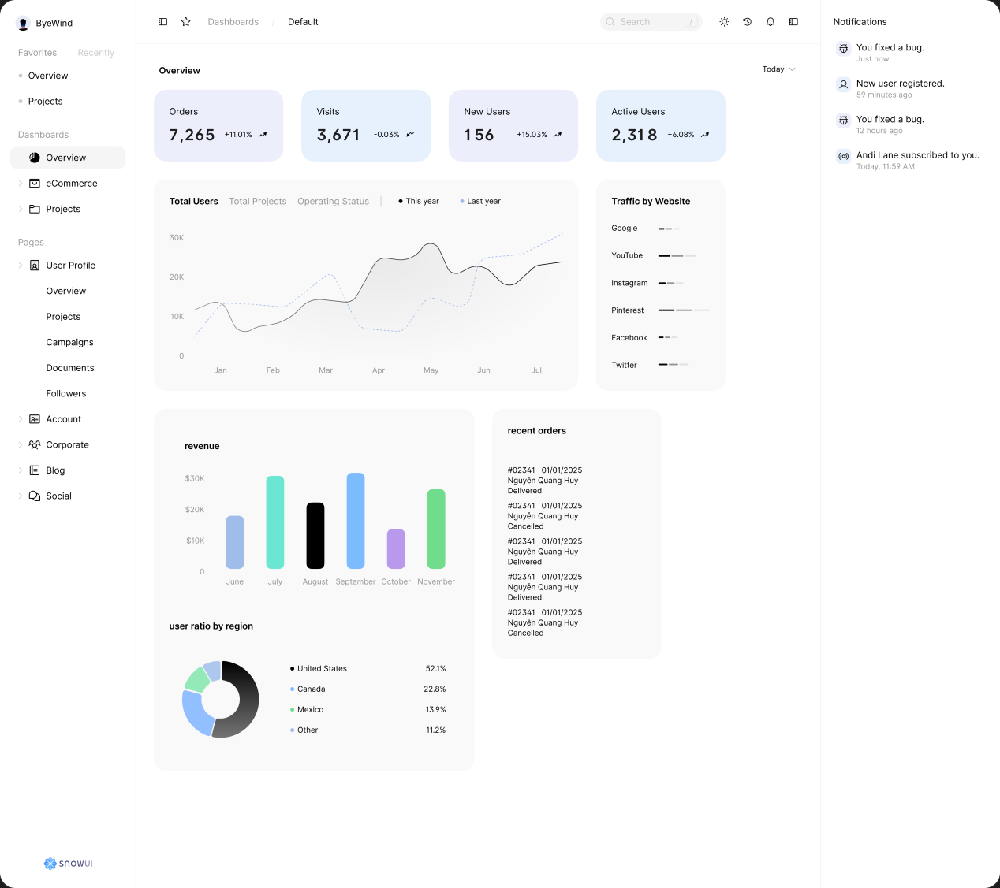 ByeWind
Favorites Recently
Overview
Projects
Dashboards
Overview
eCommerce
Projects
Pages
User Profile
Overview
Projects
Campaigns
Documents
Followers
Account
Corporate
Blog
Social
SNOWUI
Dashboards / Default
Search /
Overview
Today
Orders
7,265 +11.01%
Visits
3,671 -0.03%
New Users
156 +15.03%
Active Users
2,318 +6.08%
Total Users Total Projects Operating Status This year Last year
30K
20K
10K
0
Jan Feb Mar Apr May Jun Jul
Traffic by Website
Google
YouTube
Instagram
Pinterest
Facebook
Twitter
revenue
$30K
$20K
$10K
0
June July August September October November
user ratio by region
United States 52.1%
Canada 22.8%
Mexico 13.9%
Other 11.2%
recent orders
#02341 01/01/2025
Nguyễn Quang Huy
Delivered
#02341 01/01/2025
Nguyễn Quang Huy
Cancelled
#02341 01/01/2025
Nguyễn Quang Huy
Delivered
#02341 01/01/2025
Nguyễn Quang Huy
Delivered
#02341 01/01/2025
Nguyễn Quang Huy
Cancelled
Notifications
You fixed a bug.
Just now
New user registered.
59 minutes ago
You fixed a bug.
12 hours ago
Andi Lane subscribed to you.
Today, 11:59 AM